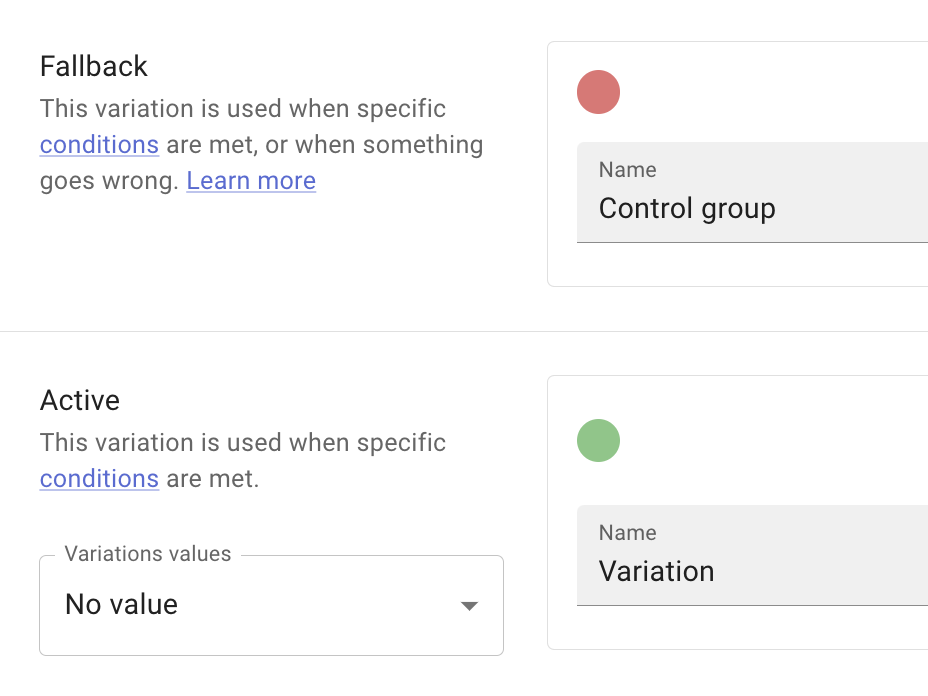 Fallback
This variation is used when specific
conditions are met, or when something
goes wrong. Learn more
Name
Control group
Active
This variation is used when specific
conditions are met.
Variations values
No value
Name
Variation